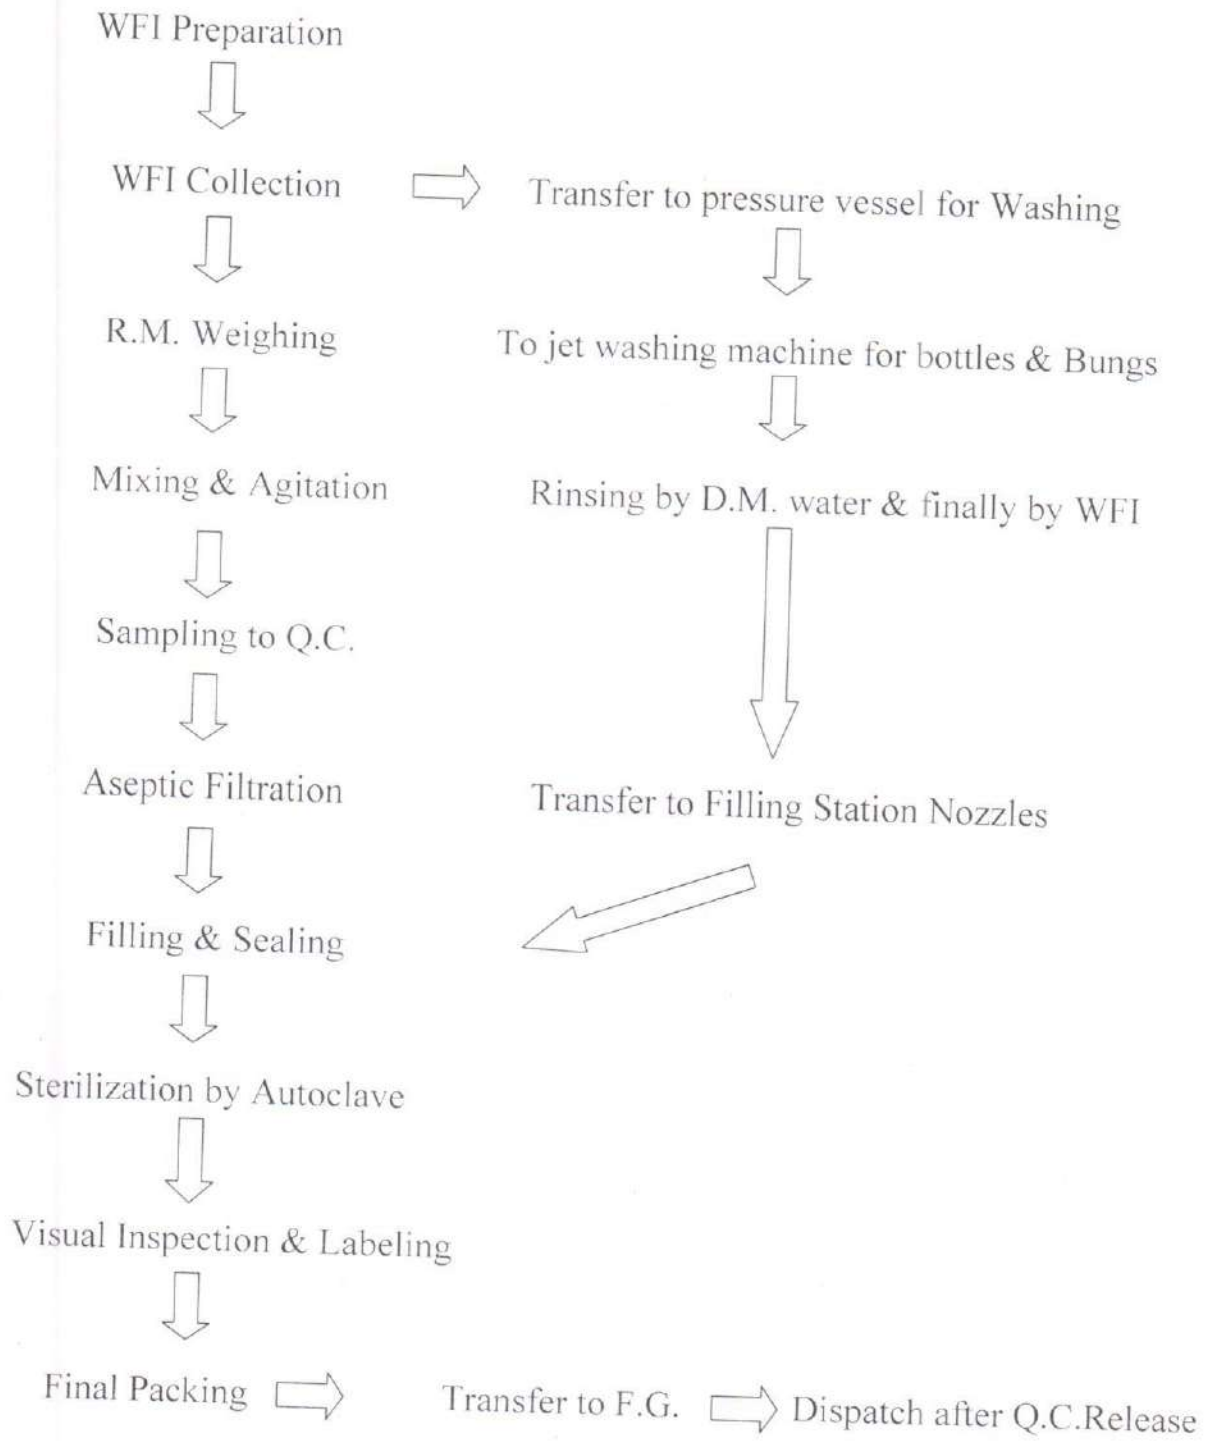 WFI Preparation
WFI Collection
Transfer to pressure vessel for Washing
R.M. Weighing
To jet washing machine for bottles & Bungs
Mixing & Agitation
Rinsing by D.M. water & finally by WFI
Sampling to Q.C.
Aseptic Filtration
Transfer to Filling Station Nozzles
Filling & Sealing
Sterilization by Autoclave
Visual Inspection & Labeling
Final Packing
Transfer to F.G.
Dispatch after Q.C.Release